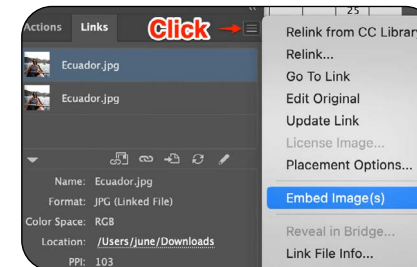 25
Actions Links Click
Ecuador.jpg
Ecuador.jpg
Name: Ecuador.jpg
Format: JPG (Linked File)
Color Space: RGB
Location: /Users/june/Downloads
PPI: 103
Relink from CC Library
Relink...
Go To Link
Edit Original
Update Link
License Image...
Placement Options...
Embed Image(s)
Reveal in Bridge...
Link File Info...